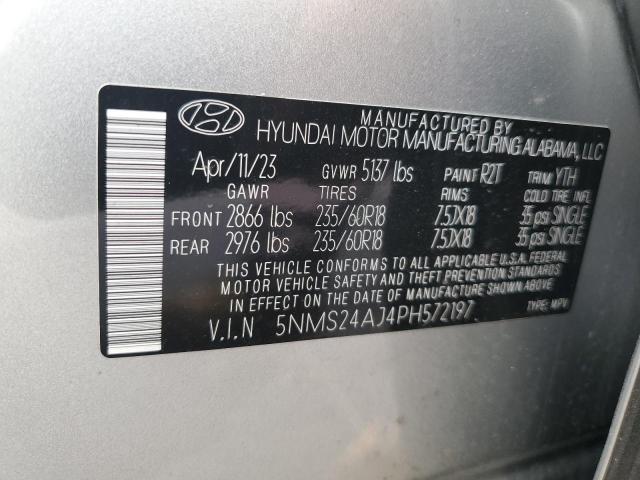 MANUFACTURED BY
HYUNDAI MOTOR MANUFACTURING ALABAMA, LLC
Apr/11/23 GVWR 5137 lbs PAINT R2T TRIM YTH
GAWR TIRES RIMS COLD TIRE INFL
FRONT 2866 lbs 235/60R18 7.5JX18 35 psi SINGLE
REAR 2976 lbs 235/60R18 7.5JX18 35 psi SINGLE
THIS VEHICLE CONFORMS TO ALL APPLICABLE U.S.A. FEDERAL
MOTOR VEHICLE SAFETY AND THEFT PREVENTION STANDARDS
IN EFFECT ON THE DATE OF MANUFACTURE SHOWN ABOVE.
V.I.N 5NMS24AJ4PH572197 TYPE: MPV